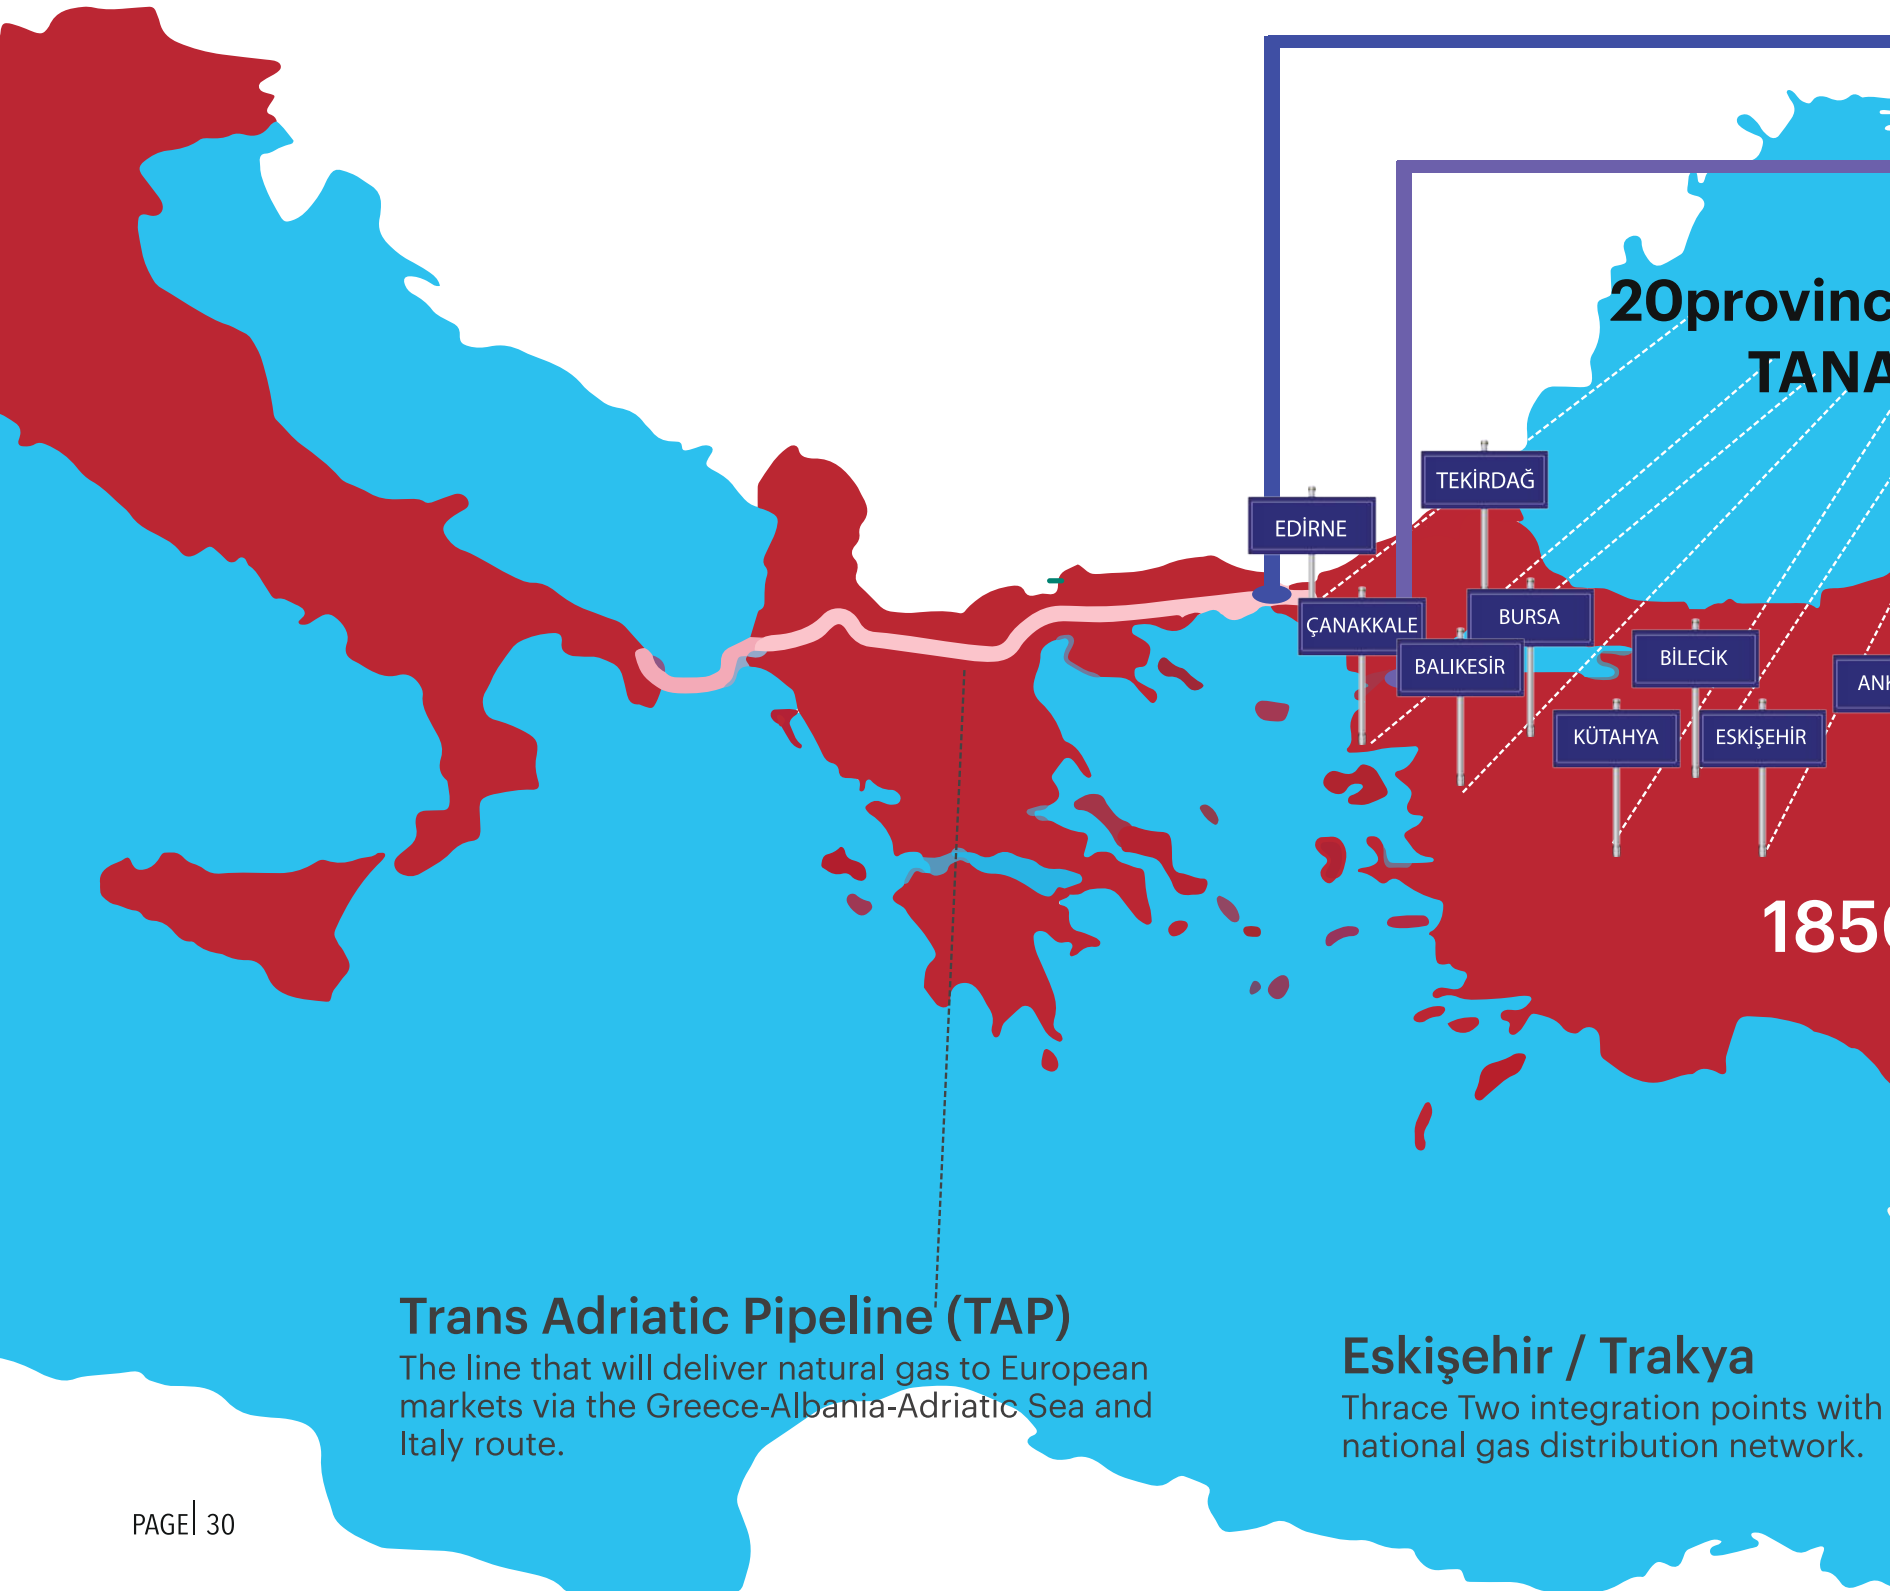 20provinc
TANA
TEKİRDAĞ
EDİRNE
BURSA
ÇANAKKALE
BALIKESİR
BİLECİK
ANK
KÜTAHYA
ESKİŞEHİR
1850
Trans Adriatic Pipeline (TAP)
The line that will deliver natural gas to European
markets via the Greece-Albania-Adriatic Sea and
Italy route.
Eskişehir / Trakya
Thrace Two integration points with
national gas distribution network.
PAGE| 30